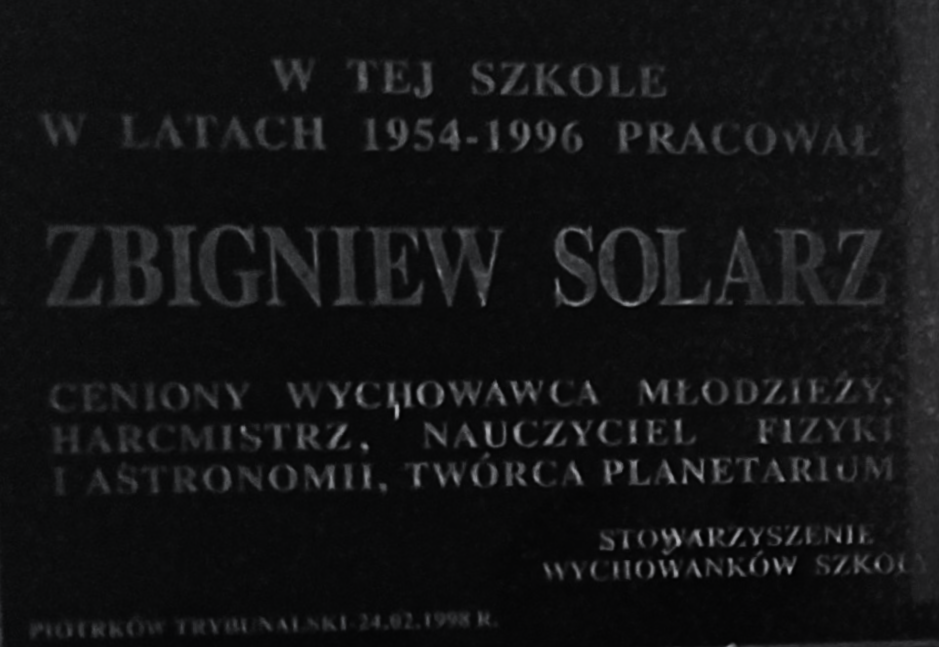 W TEJ SZKOLE
W LATACH 1954-1996 PRACOWAŁ
ZBIGNIEW SOLARZ
CENIONY WYCHOWAWCA MŁODZIEŻY,
HARCMISTRZ, NAUCZYCIEL FIZYKI
I ASTRONOMII, TWÓRCA PLANETARIUM
STOWARZYSZENIE
WYCHOWANKÓW SZKOŁY
PIOTRKÓW TRYBUNALSKI-24.02.1998 R.